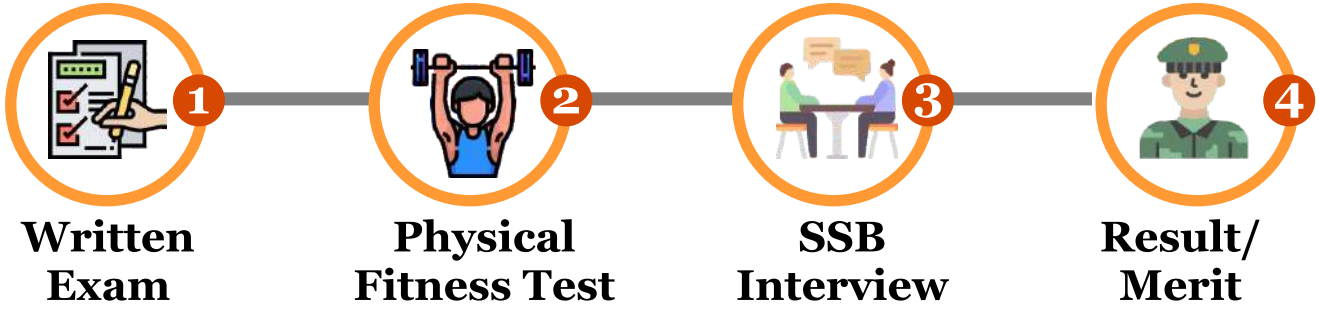 1
2
3
4
Written
Exam
Physical
Fitness Test
SSB
Interview
Result/
Merit